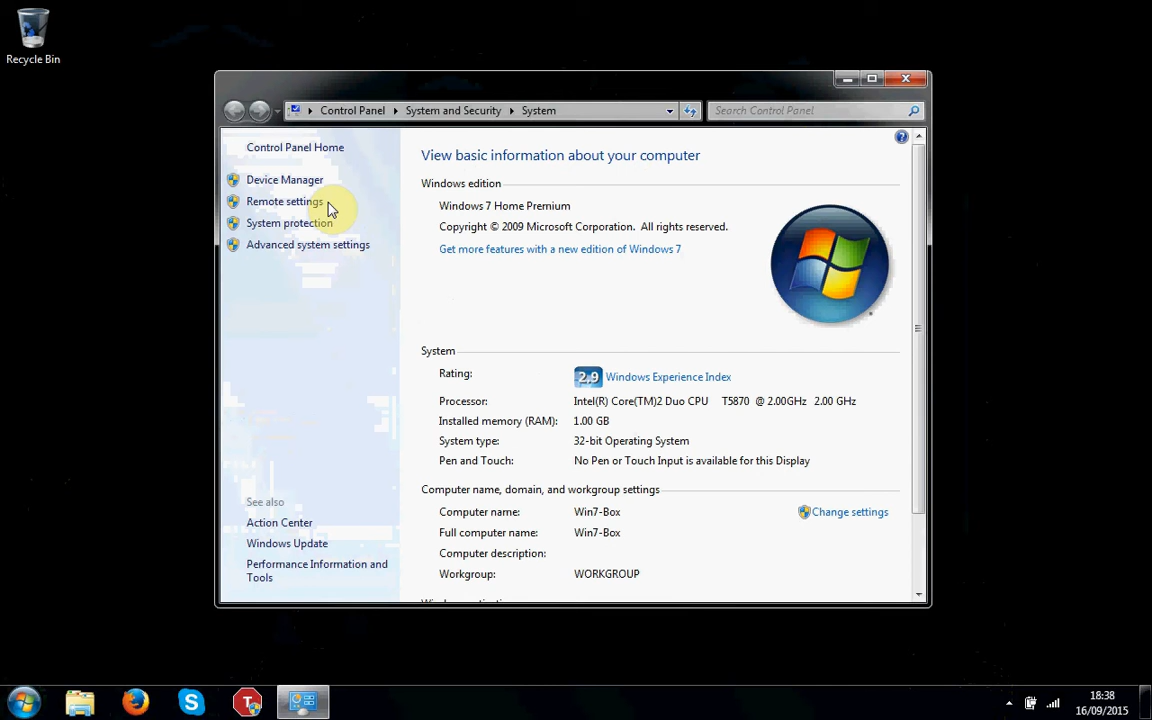 Recycle Bin
Control Panel System and Security System
Search Control Panel
Control Panel Home
Device Manager
Remote settings
System protection
Advanced system settings
See also
Action Center
Windows Update
Performance Information and
Tools
View basic information about your computer
Windows edition
Windows 7 Home Premium
Copyright © 2009 Microsoft Corporation. All rights reserved.
Get more features with a new edition of Windows 7
System
Rating: 2.9 Windows Experience Index
Processor: Intel(R) Core(TM)2 Duo CPU T5870 @ 2.00GHz 2.00 GHz
Installed memory (RAM): 1.00 GB
System type: 32-bit Operating System
Pen and Touch: No Pen or Touch Input is available for this Display
Computer name, domain, and workgroup settings
Computer name: Win7-Box Change settings
Full computer name: Win7-Box
Computer description:
Workgroup: WORKGROUP
18:38
16/09/2015